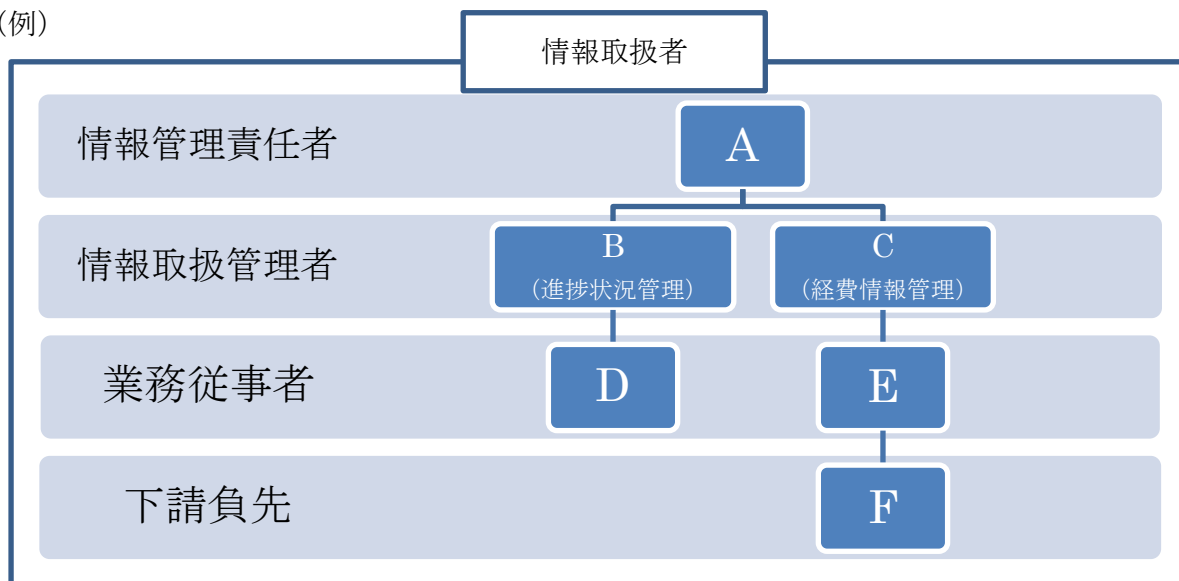 (例)
情報取扱者
情報管理責任者
A
情報取扱管理者
B
（進捗状況管理）
C
（経費情報管理）
業務従事者
D
E
下請負先
F